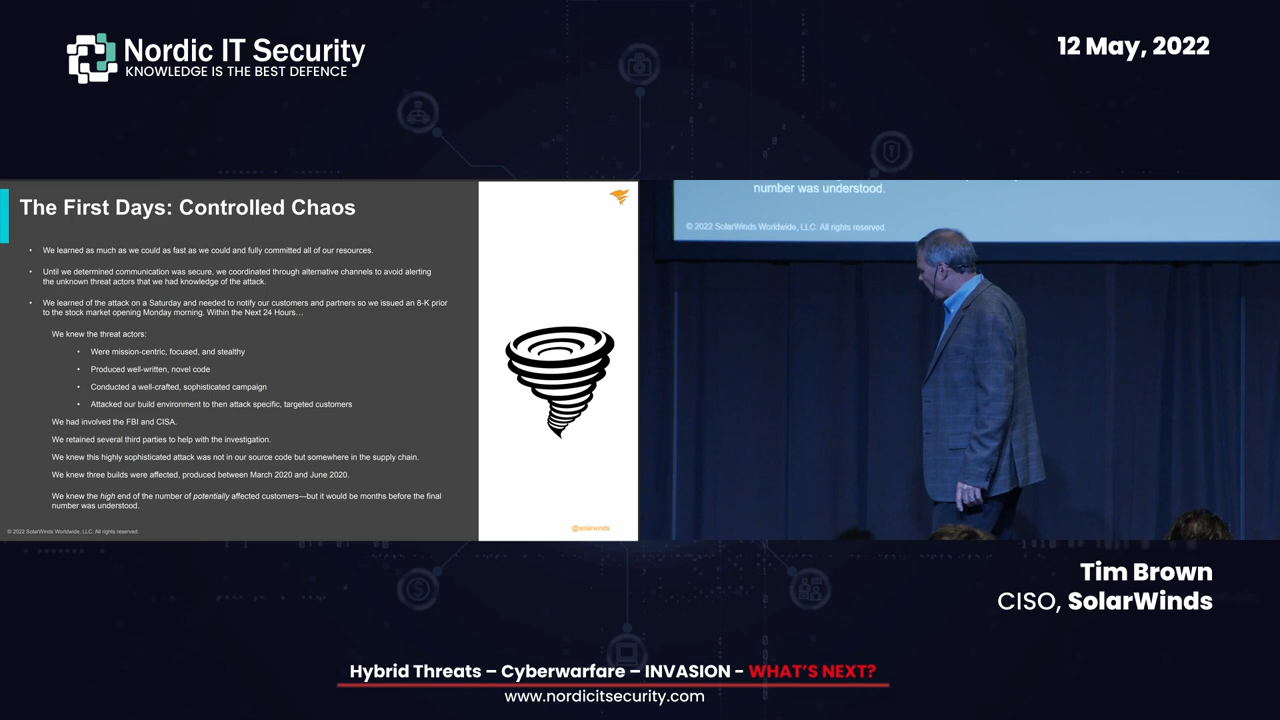 Nordic IT Security
KNOWLEDGE IS THE BEST DEFENCE
12 May, 2022
The First Days: Controlled Chaos
• We learned as much as we could as fast as we could and fully committed all of our resources.
• Until we determined communication was secure, we coordinated through alternative channels to avoid alerting
the unknown threat actors that we had knowledge of the attack.
• We learned of the attack on a Saturday and needed to notify our customers and partners so we issued an 8-K prior
to the stock market opening Monday morning. Within the Next 24 Hours…
We knew the threat actors:
• Were mission-centric, focused, and stealthy
• Produced well-written, novel code
• Conducted a well-crafted, sophisticated campaign
• Attacked our build environment to then attack specific, targeted customers
We had involved the FBI and CISA.
We retained several third parties to help with the investigation.
We knew this highly sophisticated attack was not in our source code but somewhere in the supply chain.
We knew three builds were affected, produced between March 2020 and June 2020.
We knew the high end of the number of potentially affected customers—but it would be months before the final
number was understood.
© 2022 SolarWinds Worldwide, LLC. All rights reserved.
@solarwinds
number was understood.
© 2022 SolarWinds Worldwide, LLC. All rights reserved.
Tim Brown
CISO, SolarWinds
Hybrid Threats – Cyberwarfare – INVASION - WHAT'S NEXT?
www.nordicitsecurity.com